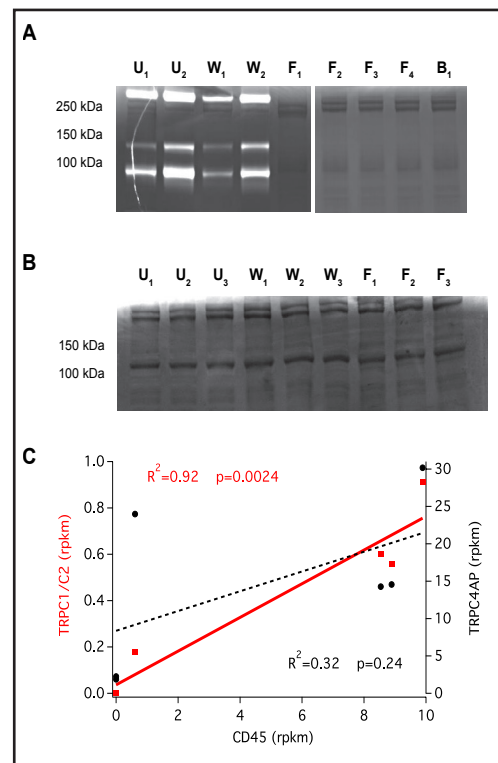 A
U1 U2 W1 W2 F1 F2 F3 F4 B1
250 kDa
150 kDa
100 kDa
B
U1 U2 U3 W1 W2 W3 F1 F2 F3
150 kDa
100 kDa
C
R2=0.92 p=0.0024
1.0
0.8
0.6
0.4
0.2
0.0
TRPC1/C2 (rpkm)
30
25
20
15
10
5
0
TRPC4AP (rpkm)
R2=0.32 p=0.24
0 2 4 6 8 10
CD45 (rpkm)